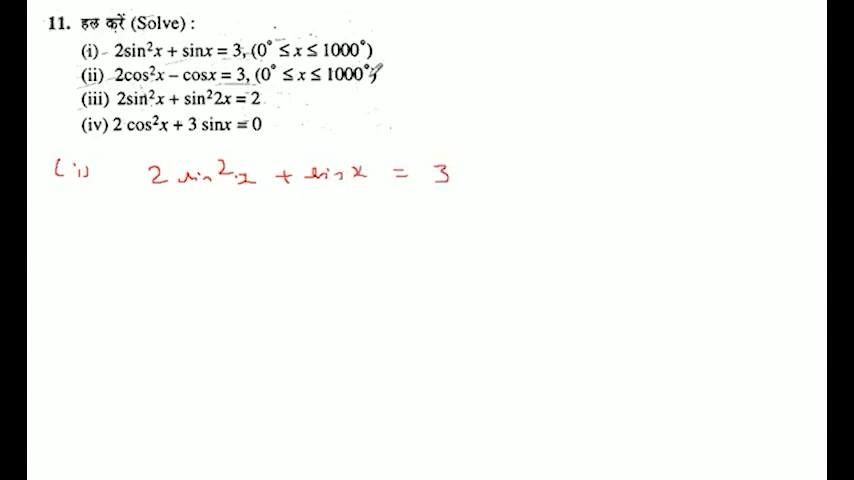 11. हल करें (Solve) :
(i) 2sin²x + sinx = 3, (0° ≤ x ≤ 1000°)
(ii) 2cos²x – cosx = 3, (0° ≤ x ≤ 1000°)
(iii) 2sin²x + sin²2x = 2
(iv) 2 cos²x + 3 sinx = 0
(i) 2 sin²x + sinx = 3